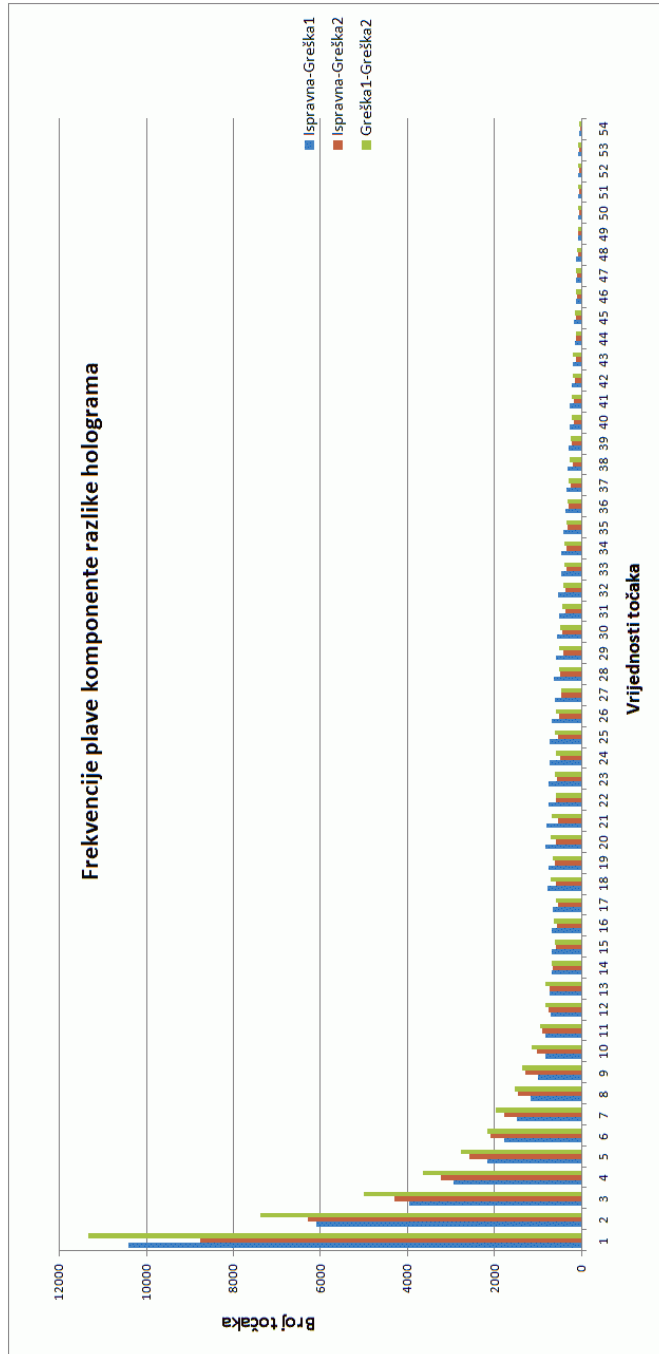 Frekvencije plave komponente razlike holograma
12000
10000
8000
6000
4000
2000
0
Broj točaka
1 2 3 4 5 6 7 8 9 10 11 12 13 14 15 16 17 18 19 20 21 22 23 24 25 26 27 28 29 30 31 32 33 34 35 36 37 38 39 40 41 42 43 44 45 46 47 48 49 50 51 52 53 54
Vrijednosti točaka
Ispravna-Greška1
Ispravna-Greška2
Greška1-Greška2